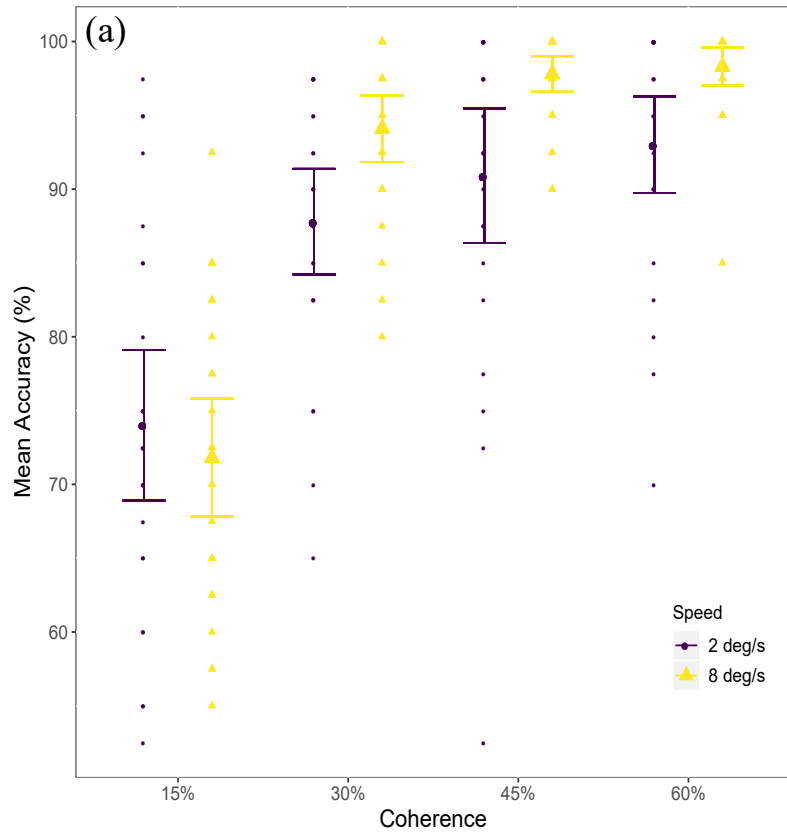 (a)
100
90
80
70
60
Mean Accuracy (%)
Speed
2 deg/s
8 deg/s
15%
30%
45%
60%
Coherence